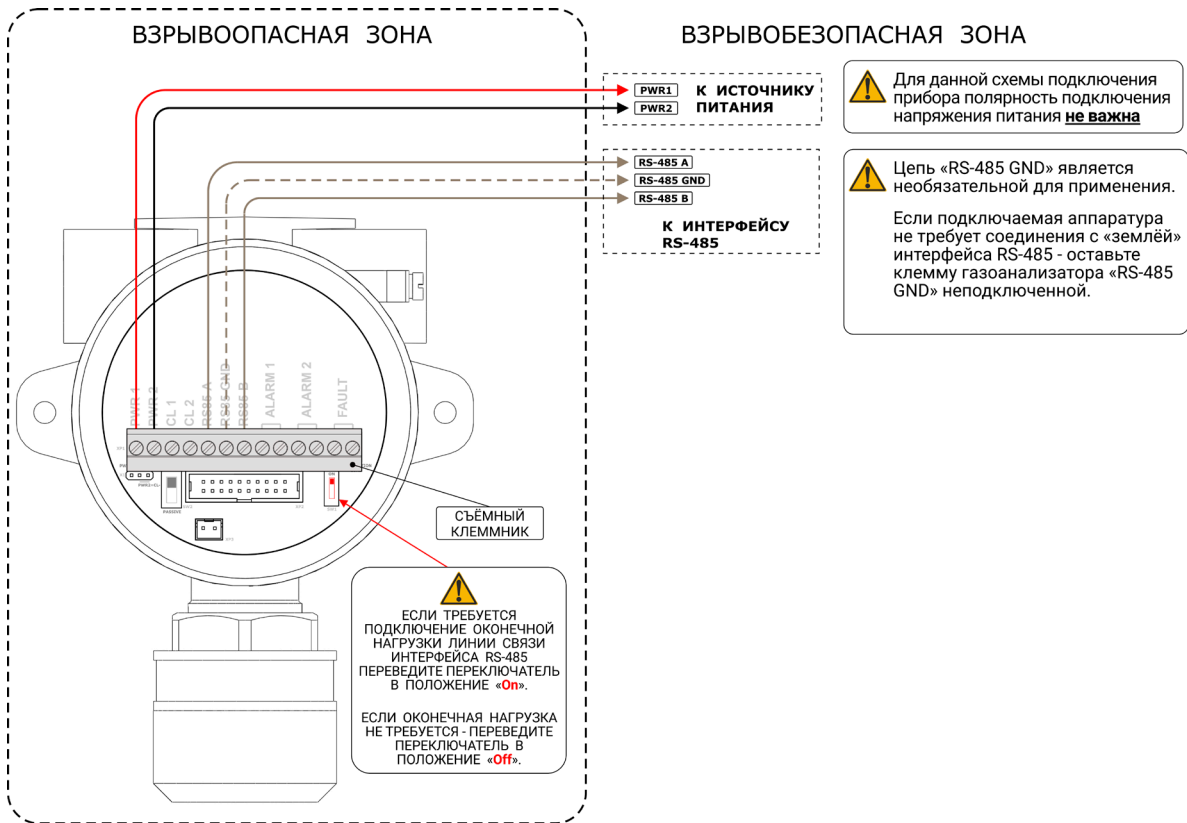 ВЗРЫВООПАСНАЯ ЗОНА
ВЗРЫВОБЕЗОПАСНАЯ ЗОНА
PWR1
PWR2
К ИСТОЧНИКУ
ПИТАНИЯ
Для данной схемы подключения
прибора полярность подключения
напряжения питания не важна
RS-485 A
RS-485 GND
RS-485 B
К ИНТЕРФЕЙСУ
RS-485
Цепь «RS-485 GND» является
необязательной для применения.
Если подключаемая аппаратура
не требует соединения с «землёй»
интерфейса RS-485 - оставьте
клемму газоанализатора «RS-485
GND» неподключенной.
PWR 1
PWR 2
CL 1
CL 2
RS85 A
RS85 GND
RS85 B
ALARM 1
ALARM 2
FAULT
ON
PASSIVE
СЪЁМНЫЙ
КЛЕММНИК
ЕСЛИ ТРЕБУЕТСЯ
ПОДКЛЮЧЕНИЕ ОКОНЕЧНОЙ
НАГРУЗКИ ЛИНИИ СВЯЗИ
ИНТЕРФЕЙСА RS-485
ПЕРЕВЕДИТЕ ПЕРЕКЛЮЧАТЕЛЬ
В ПОЛОЖЕНИЕ «On».
ЕСЛИ ОКОНЕЧНАЯ НАГРУЗКА
НЕ ТРЕБУЕТСЯ - ПЕРЕВЕДИТЕ
ПЕРЕКЛЮЧАТЕЛЬ В
ПОЛОЖЕНИЕ «Off».